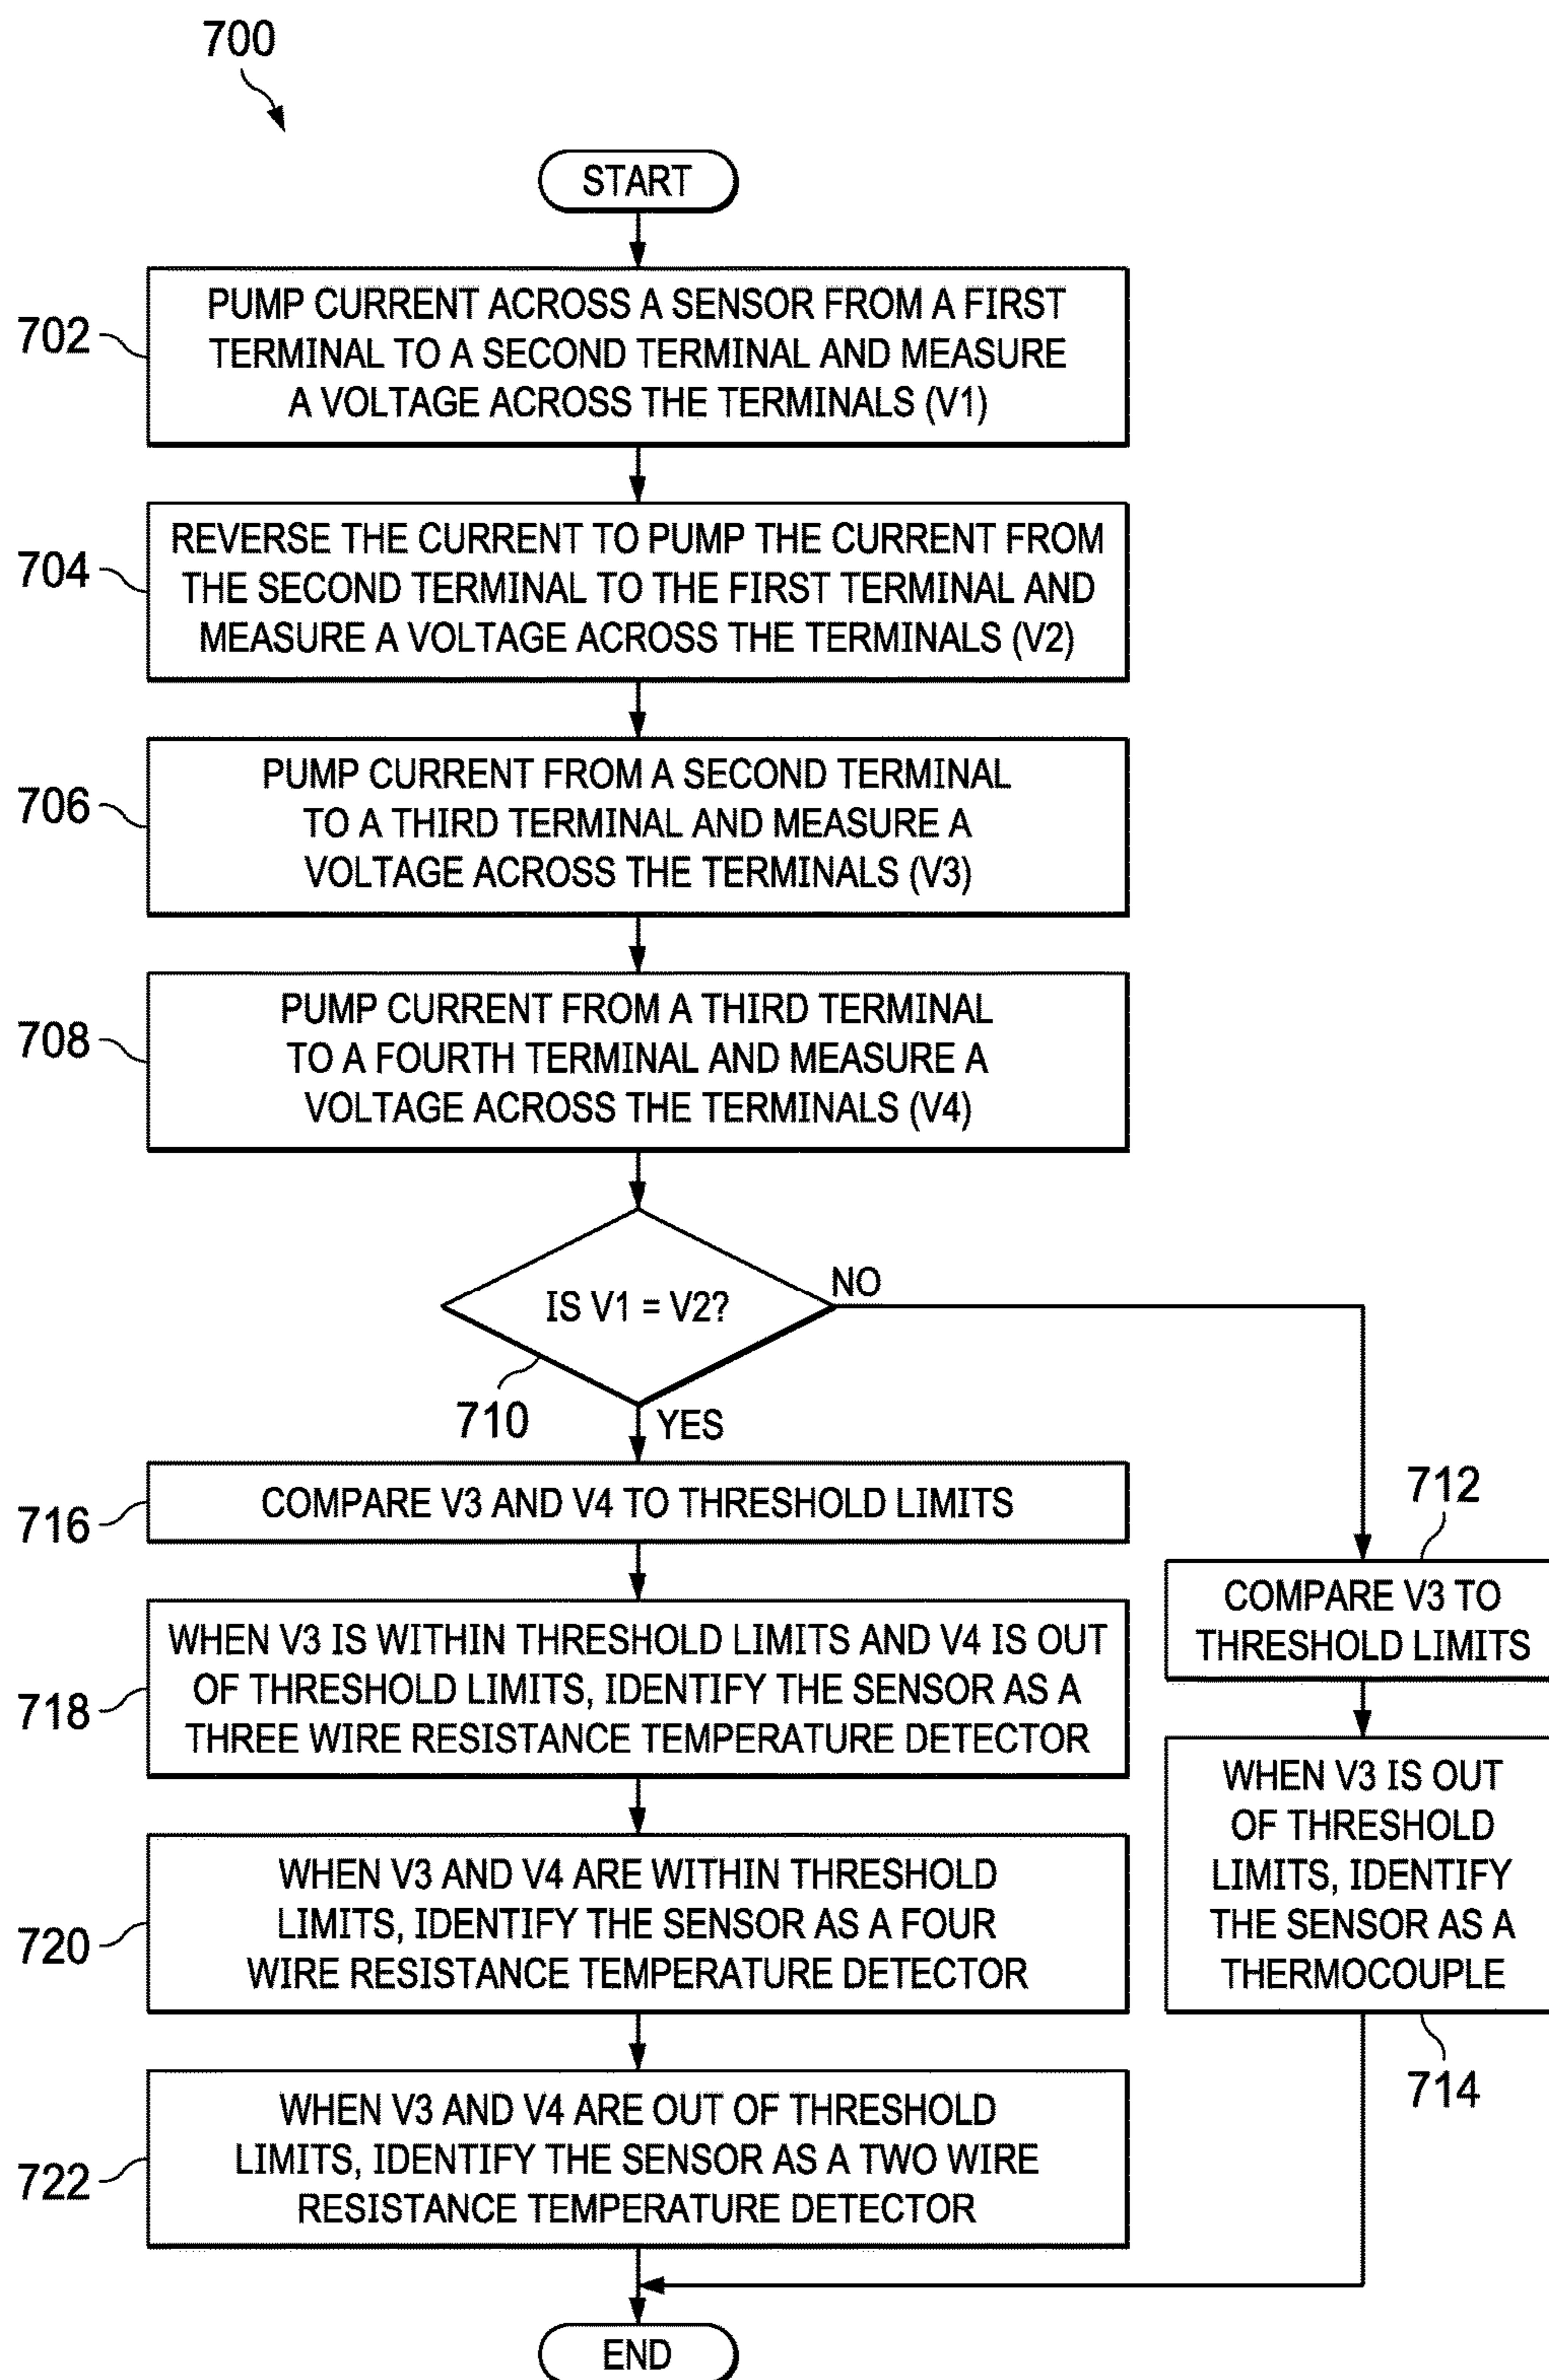 700
START
702
PUMP CURRENT ACROSS A SENSOR FROM A FIRST
TERMINAL TO A SECOND TERMINAL AND MEASURE
A VOLTAGE ACROSS THE TERMINALS (V1)
704
REVERSE THE CURRENT TO PUMP THE CURRENT FROM
THE SECOND TERMINAL TO THE FIRST TERMINAL AND
MEASURE A VOLTAGE ACROSS THE TERMINALS (V2)
706
PUMP CURRENT FROM A SECOND TERMINAL
TO A THIRD TERMINAL AND MEASURE A
VOLTAGE ACROSS THE TERMINALS (V3)
708
PUMP CURRENT FROM A THIRD TERMINAL
TO A FOURTH TERMINAL AND MEASURE A
VOLTAGE ACROSS THE TERMINALS (V4)
IS V1 = V2?
NO
710
YES
716
COMPARE V3 AND V4 TO THRESHOLD LIMITS
718
WHEN V3 IS WITHIN THRESHOLD LIMITS AND V4 IS OUT
OF THRESHOLD LIMITS, IDENTIFY THE SENSOR AS A
THREE WIRE RESISTANCE TEMPERATURE DETECTOR
720
WHEN V3 AND V4 ARE WITHIN THRESHOLD
LIMITS, IDENTIFY THE SENSOR AS A FOUR
WIRE RESISTANCE TEMPERATURE DETECTOR
722
WHEN V3 AND V4 ARE OUT OF THRESHOLD
LIMITS, IDENTIFY THE SENSOR AS A TWO WIRE
RESISTANCE TEMPERATURE DETECTOR
712
COMPARE V3 TO
THRESHOLD LIMITS
WHEN V3 IS OUT
OF THRESHOLD
LIMITS, IDENTIFY
THE SENSOR AS A
THERMOCOUPLE
714
END